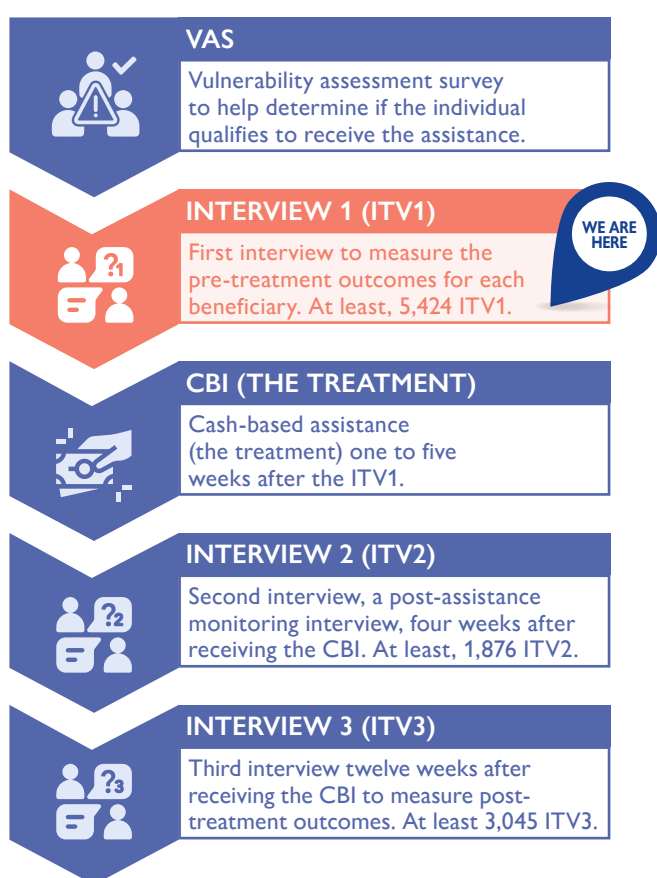 VAS
Vulnerability assessment survey
to help determine if the individual
qualifies to receive the assistance.
INTERVIEW 1 (ITV1)
WE ARE
HERE
?1
First interview to measure the
pre-treatment outcomes for each
beneficiary. At least, 5,424 ITV1.
CBI (THE TREATMENT)
Cash-based assistance
(the treatment) one to five
weeks after the ITV1.
INTERVIEW 2 (ITV2)
?2
Second interview, a post-assistance
monitoring interview, four weeks after
receiving the CBI. At least, 1,876 ITV2.
INTERVIEW 3 (ITV3)
?3
Third interview twelve weeks after
receiving the CBI to measure post-
treatment outcomes. At least 3,045 ITV3.